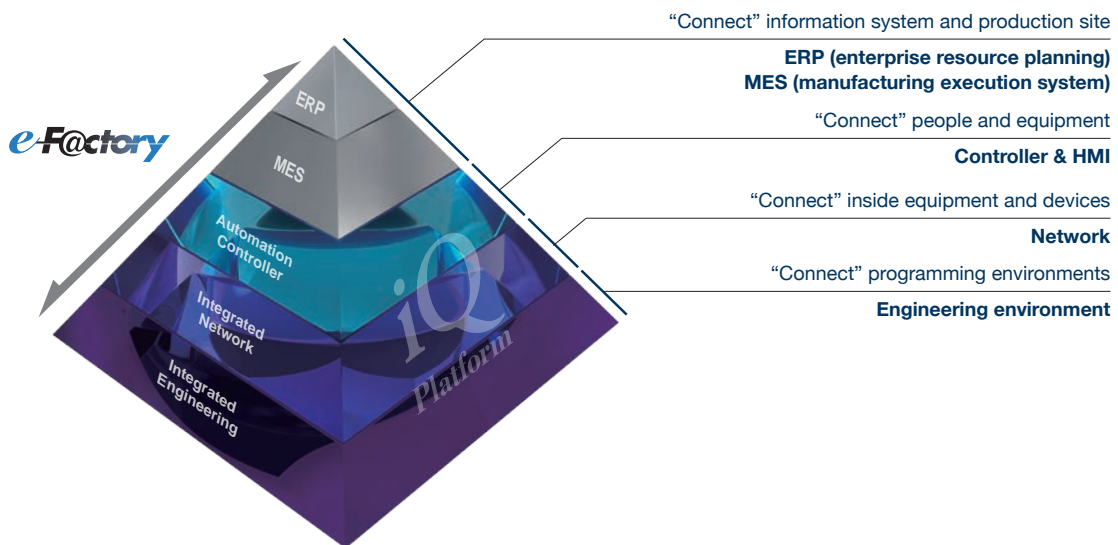 “Connect” information system and production site
ERP (enterprise resource planning)
MES (manufacturing execution system)
“Connect” people and equipment
Controller & HMI
“Connect” inside equipment and devices
Network
“Connect” programming environments
Engineering environment
e-F@ctory
ERP
MES
Automation
Controller
Integrated
Network
Integrated
Engineering
iQ
Platform